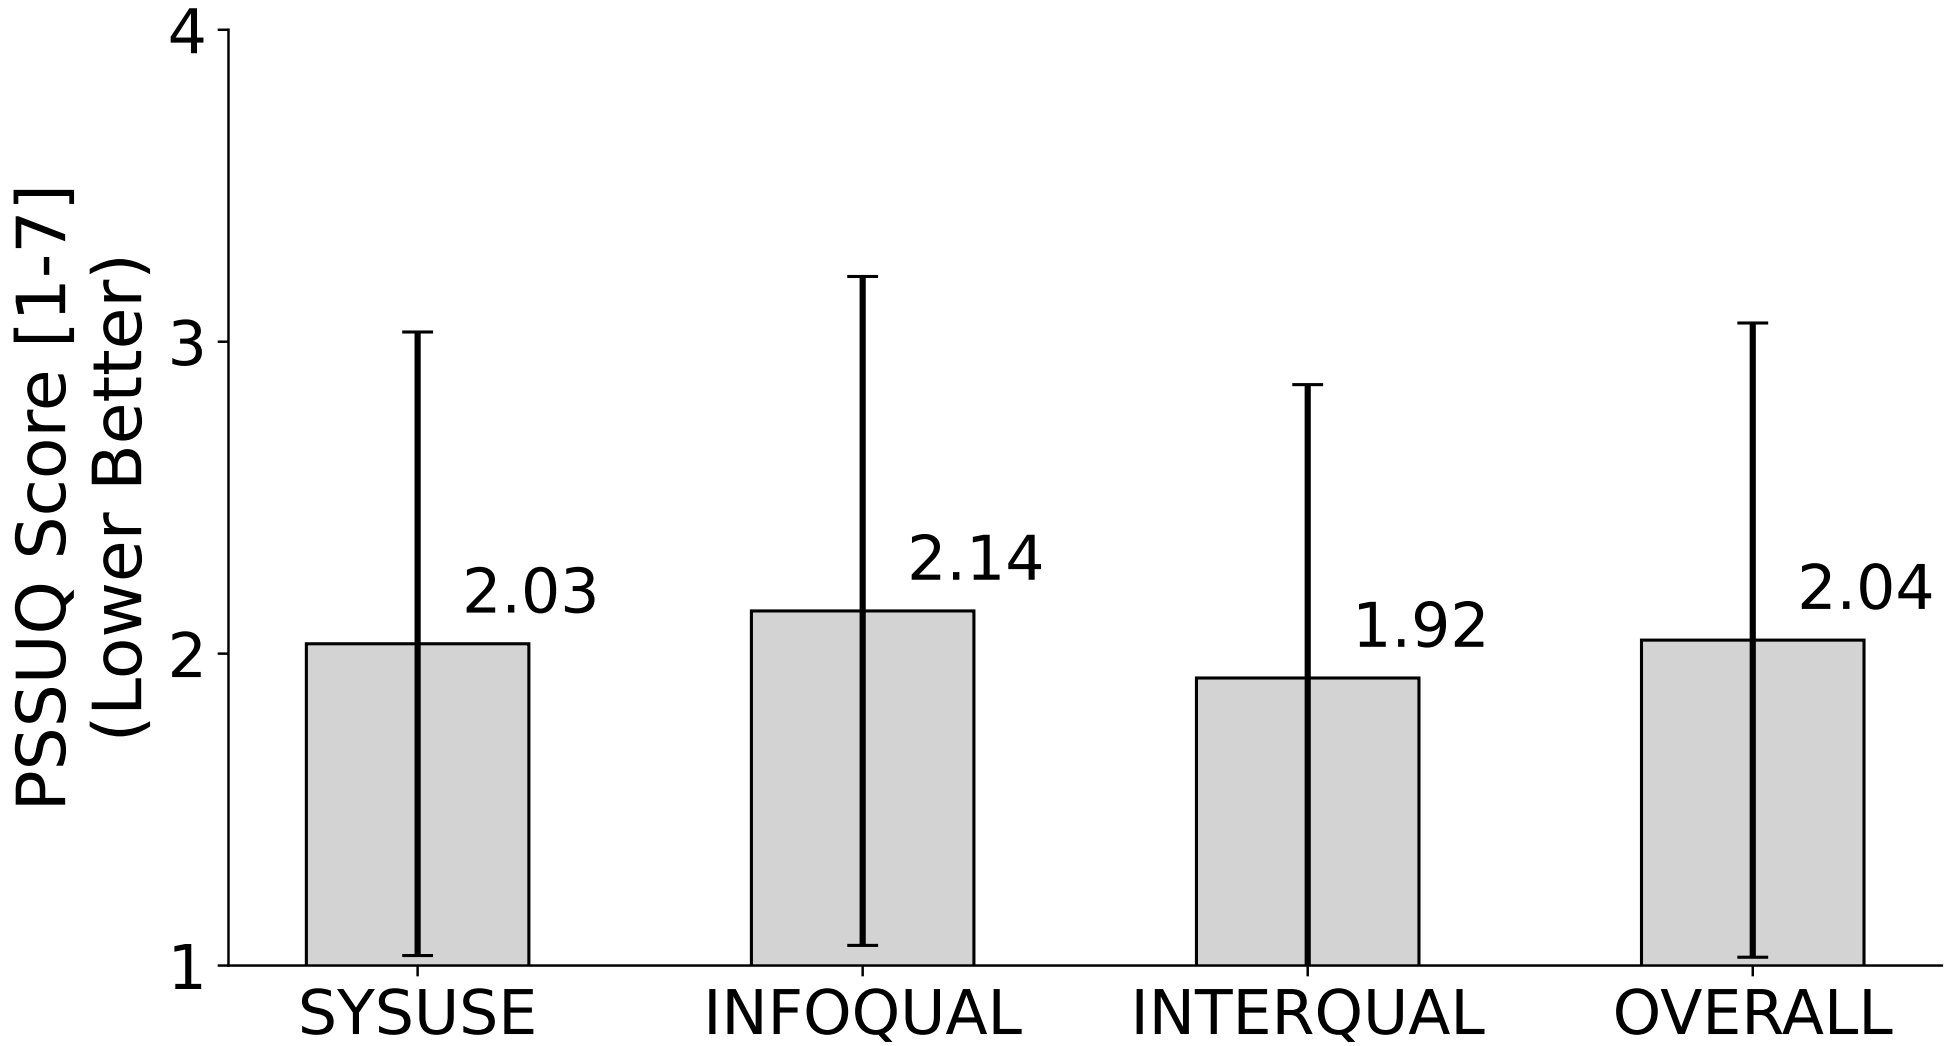 PSSUQ Score [1-7]
(Lower Better)
4
3
2
1
2.03
2.14
1.92
2.04
SYSUSE
INFOQUAL
INTERQUAL
OVERALL